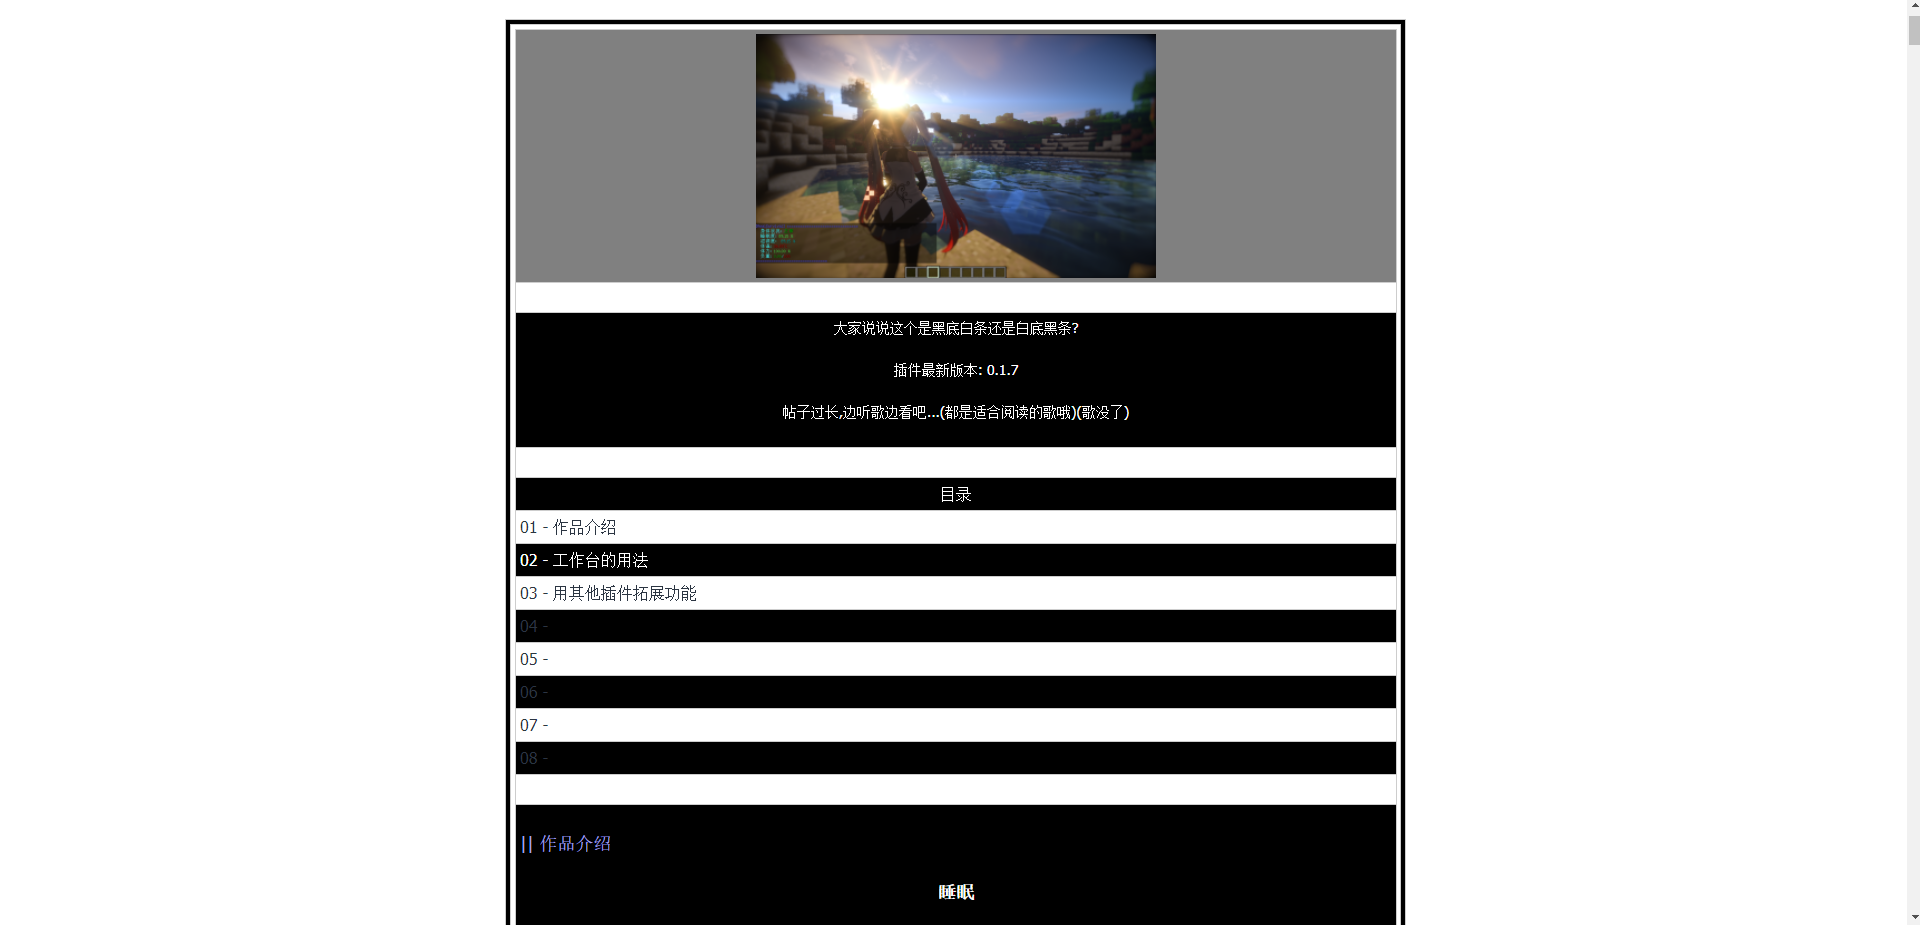 大家说说这个是黑底白条还是白底黑条?
插件最新版本: 0.1.7
帖子过长,边听歌边看吧...(都是适合阅读的歌哦)(歌没了)
目录
01 - 作品介绍
02 - 工作台的用法
03 - 用其他插件拓展功能
04 -
05 -
06 -
07 -
08 -
|| 作品介绍
睡眠